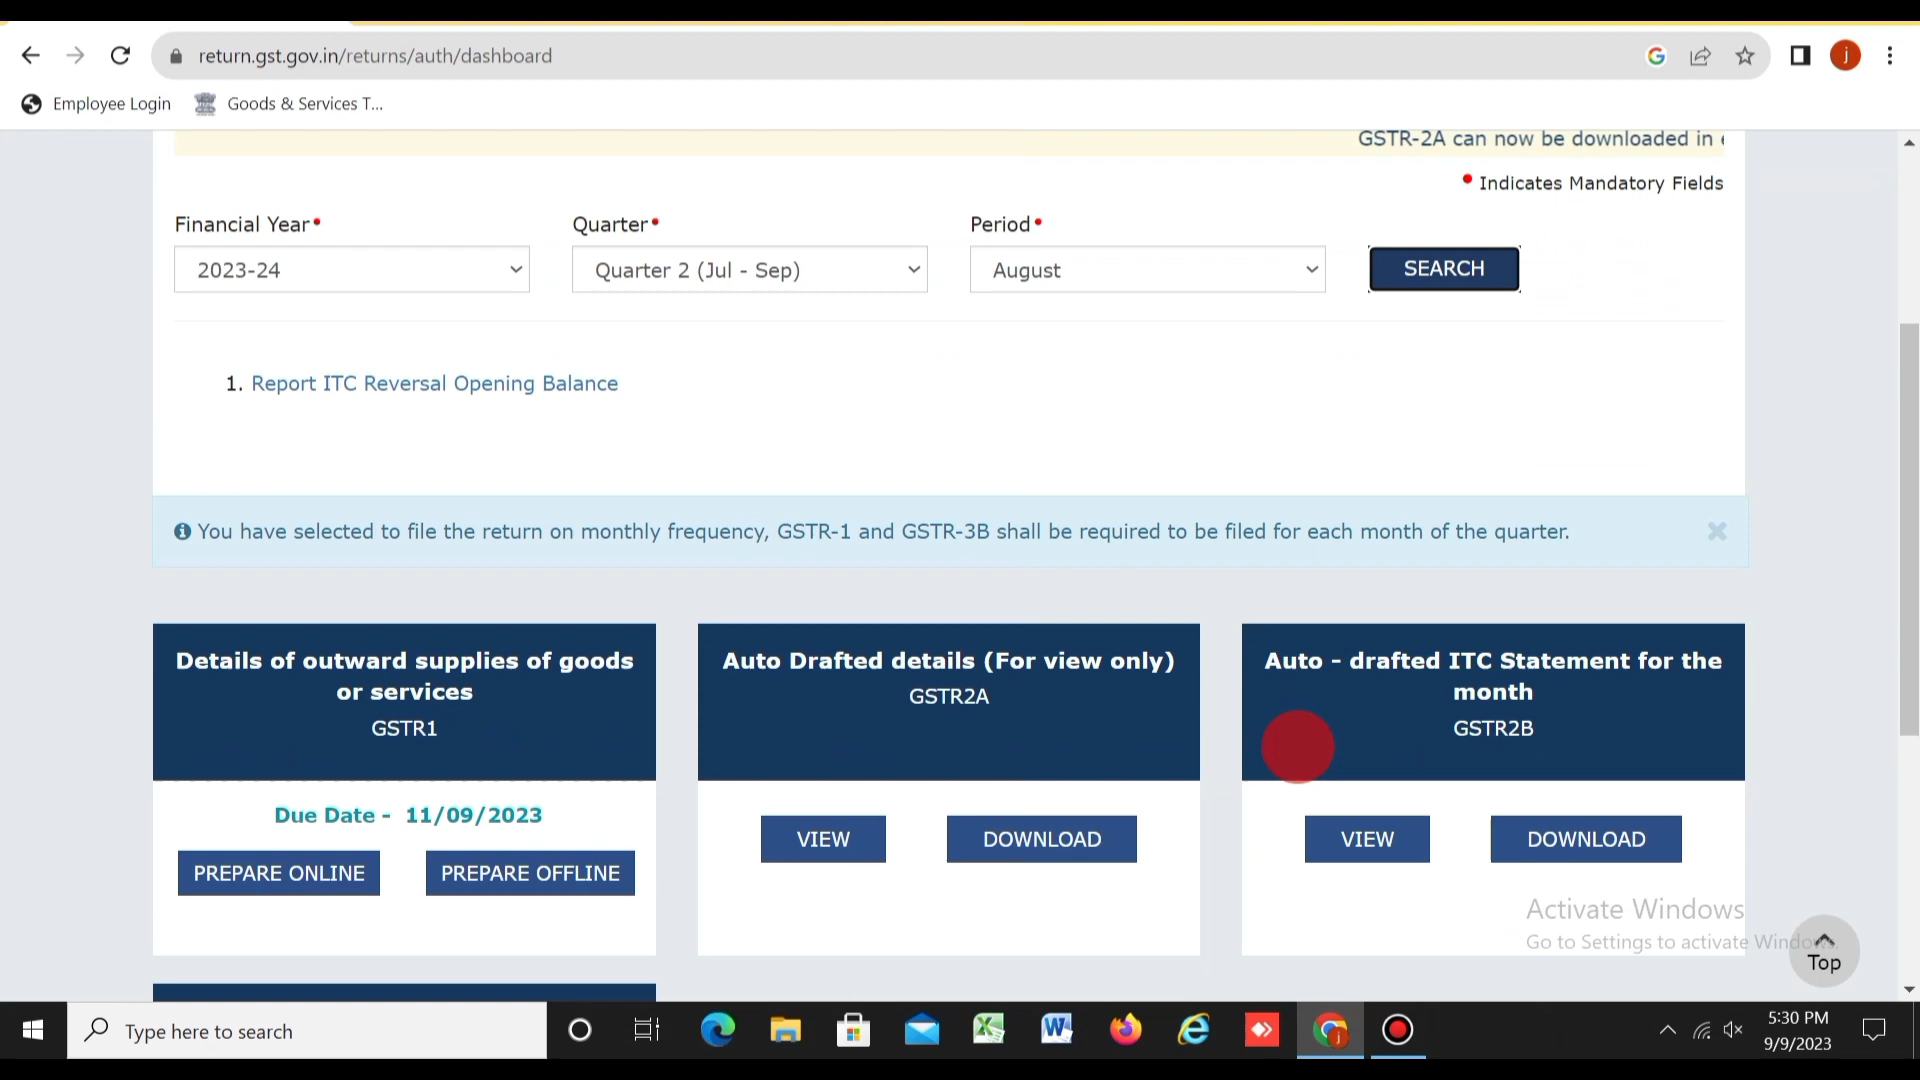 return.gst.gov.in/returns/auth/dashboard
j
Employee Login
Goods & Services T...
GSTR-2A can now be downloaded in
• Indicates Mandatory Fields
Financial Year•
Quarter•
Period•
2023-24
Quarter 2 (Jul - Sep)
August
SEARCH
1. Report ITC Reversal Opening Balance
You have selected to file the return on monthly frequency, GSTR-1 and GSTR-3B shall be required to be filed for each month of the quarter.
Details of outward supplies of goods
or services
GSTR1
Due Date - 11/09/2023
PREPARE ONLINE
PREPARE OFFLINE
Auto Drafted details (For view only)
GSTR2A
VIEW
DOWNLOAD
Auto - drafted ITC Statement for the
month
GSTR2B
VIEW
DOWNLOAD
Activate Windows
Go to Settings to activate Windows.
Top
Type here to search
5:30 PM
9/9/2023